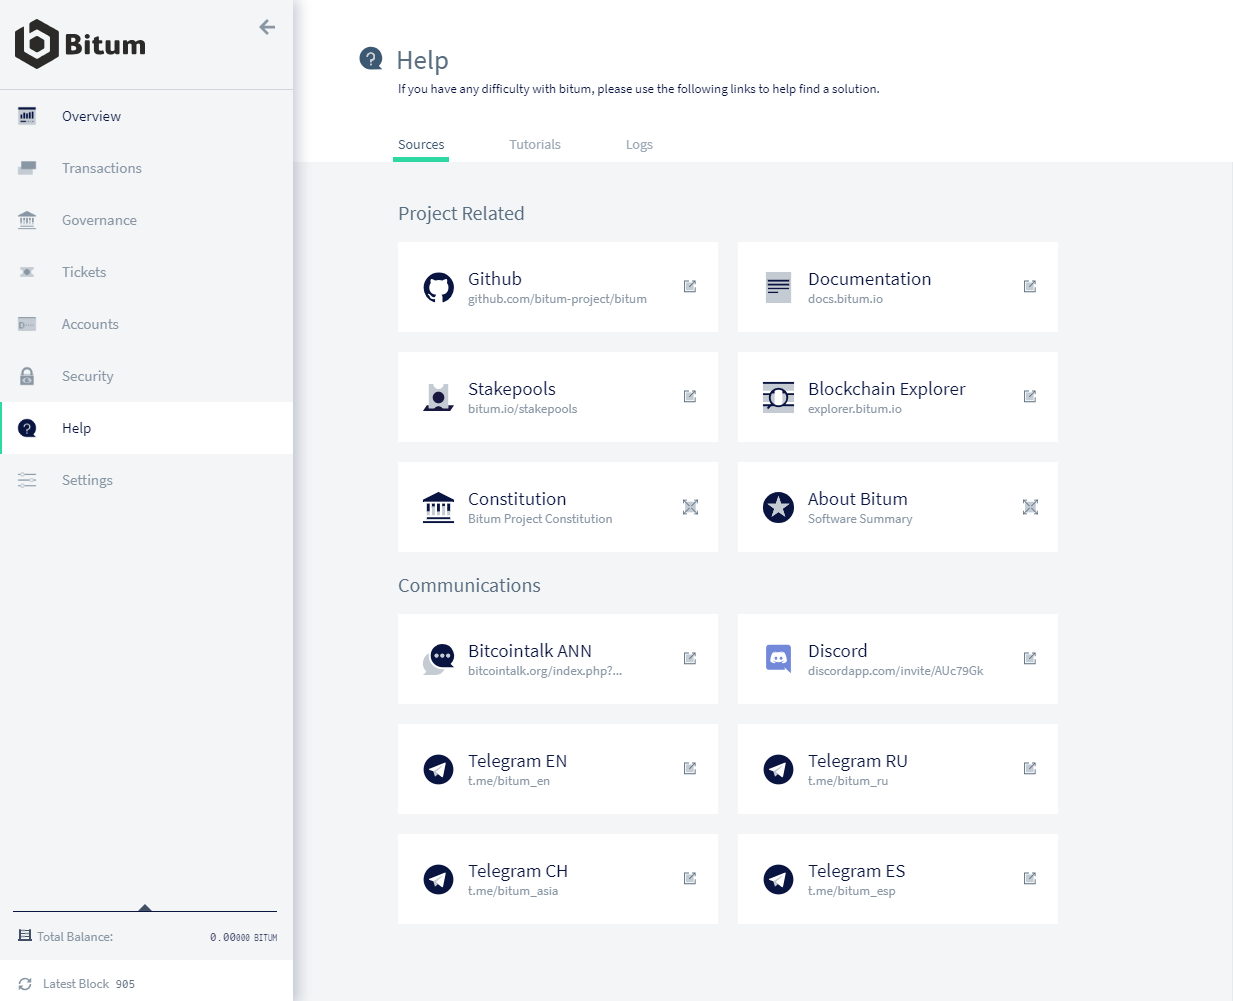 Bitum
Overview
Transactions
Governance
Tickets
Accounts
Security
Help
Settings
Total Balance: 0.00000 BITUM
Latest Block 905
Help
If you have any difficulty with bitum, please use the following links to help find a solution.
Sources Tutorials Logs
Project Related
Github
github.com/bitum-project/bitum
Documentation
docs.bitum.io
Stakepools
bitum.io/stakepools
Blockchain Explorer
explorer.bitum.io
Constitution
Bitum Project Constitution
About Bitum
Software Summary
Communications
Bitcointalk ANN
bitcointalk.org/index.php?...
Discord
discordapp.com/invite/AUc79Gk
Telegram EN
t.me/bitum_en
Telegram RU
t.me/bitum_ru
Telegram CH
t.me/bitum_asia
Telegram ES
t.me/bitum_esp